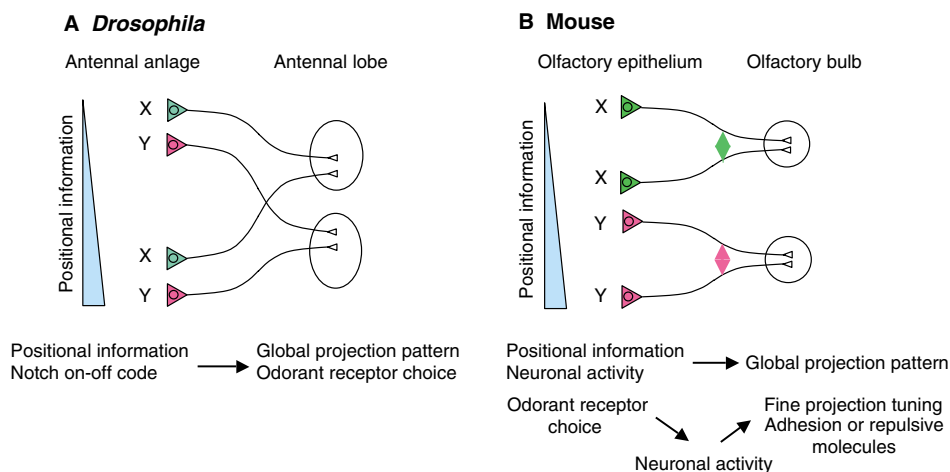 A Drosophila
Antennal anlage
Antennal lobe
Positional information
X
Y
X
Y
Positional information
Notch on-off code
Global projection pattern
Odorant receptor choice
B Mouse
Olfactory epithelium
Olfactory bulb
Positional information
X
X
Y
Y
Positional information
Neuronal activity
Global projection pattern
Odorant receptor
choice
Neuronal activity
Fine projection tuning
Adhesion or repulsive
molecules